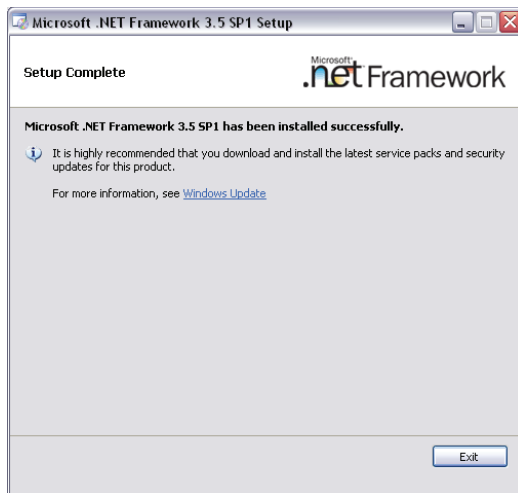 Microsoft .NET Framework 3.5 SP1 Setup
Setup Complete
Microsoft
.net Framework
Microsoft .NET Framework 3.5 SP1 has been installed successfully.
It is highly recommended that you download and install the latest service packs and security
updates for this product.
For more information, see Windows Update
Exit